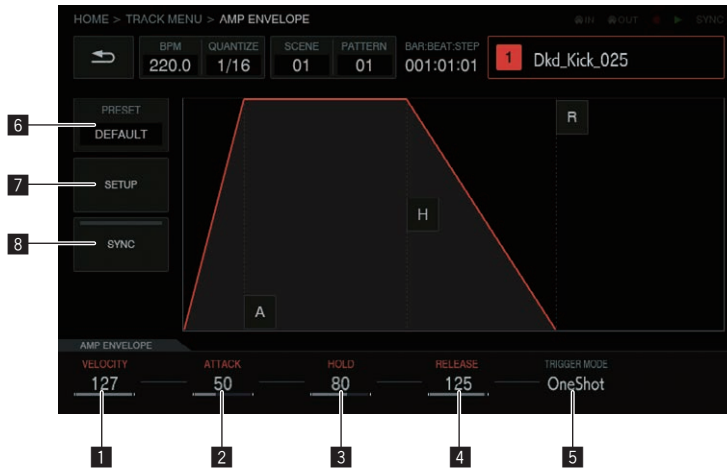 HOME > TRACK MENU > AMP ENVELOPE
IN OUT SYNC
BPM QUANTIZE SCENE PATTERN BAR:BEAT:STEP
220.0 1/16 01 01 001:01:01 1 Dkd_Kick_025
PRESET
DEFAULT
6
SETUP
7
SYNC
8
R
H
A
AMP ENVELOPE
VELOCITY ATTACK HOLD RELEASE TRIGGER MODE
127 50 80 125 OneShot
1 2 3 4 5